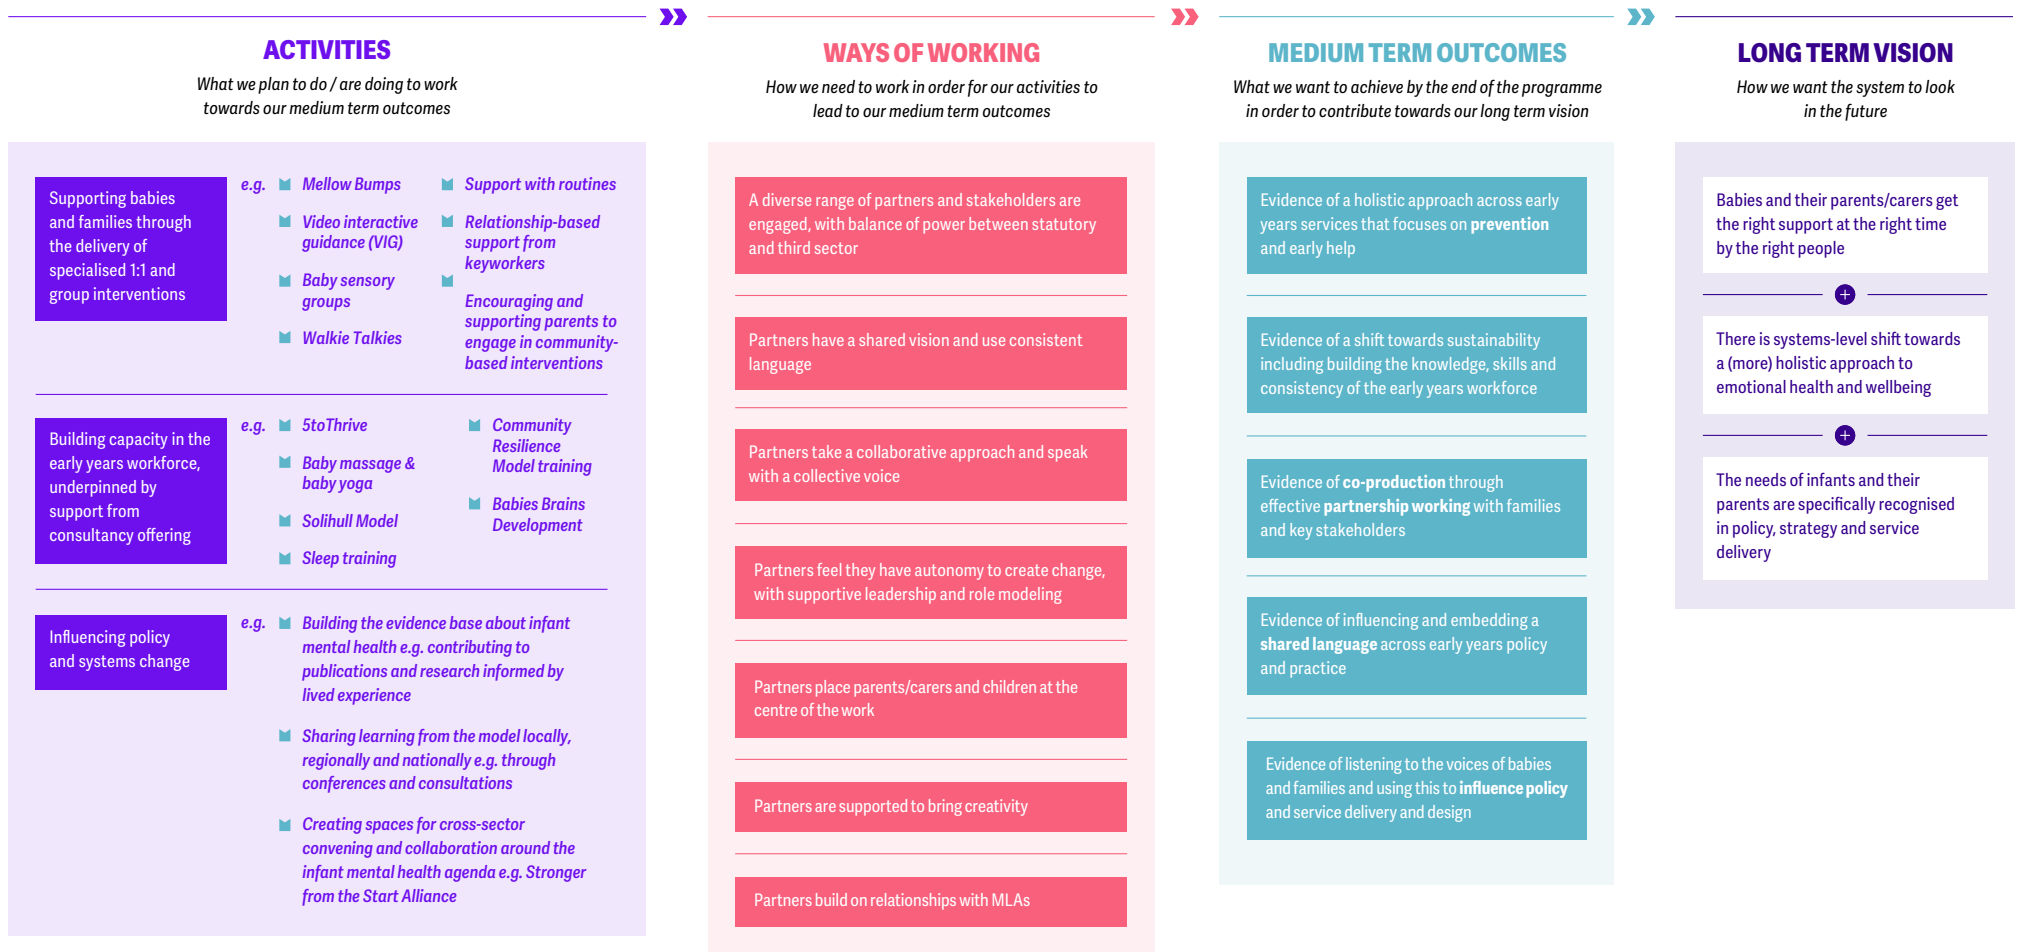 ACTIVITIES
What we plan to do / are doing to work
towards our medium term outcomes
Supporting babies
and families through
the delivery of
specialised 1:1 and
group interventions
e.g.
Mellow Bumps
Video interactive
guidance (VIG)
Baby sensory
groups
Walkie Talkies
Support with routines
Relationship-based
support from
keyworkers
Encouraging and
supporting parents to
engage in community-
based interventions
Building capacity in the
early years workforce,
underpinned by
support from
consultancy offering
e.g.
5toThrive
Baby massage &
baby yoga
Solihull Model
Sleep training
Community
Resilience
Model training
Babies Brains
Development
Influencing policy
and systems change
e.g.
Building the evidence base about infant
mental health e.g. contributing to
publications and research informed by
lived experience
Sharing learning from the model locally,
regionally and nationally e.g. through
conferences and consultations
Creating spaces for cross-sector
convening and collaboration around the
infant mental health agenda e.g. Stronger
from the Start Alliance
WAYS OF WORKING
How we need to work in order for our activities to
lead to our medium term outcomes
A diverse range of partners and stakeholders are
engaged, with balance of power between statutory
and third sector
Partners have a shared vision and use consistent
language
Partners take a collaborative approach and speak
with a collective voice
Partners feel they have autonomy to create change,
with supportive leadership and role modeling
Partners place parents/carers and children at the
centre of the work
Partners are supported to bring creativity
Partners build on relationships with MLAs
MEDIUM TERM OUTCOMES
What we want to achieve by the end of the programme
in order to contribute towards our long term vision
Evidence of a holistic approach across early
years services that focuses on prevention
and early help
Evidence of a shift towards sustainability
including building the knowledge, skills and
consistency of the early years workforce
Evidence of co-production through
effective partnership working with families
and key stakeholders
Evidence of influencing and embedding a
shared language across early years policy
and practice
Evidence of listening to the voices of babies
and families and using this to influence policy
and service delivery and design
LONG TERM VISION
How we want the system to look
in the future
Babies and their parents/carers get
the right support at the right time
by the right people
+
There is systems-level shift towards
a (more) holistic approach to
emotional health and wellbeing
+
The needs of infants and their
parents are specifically recognised
in policy, strategy and service
delivery